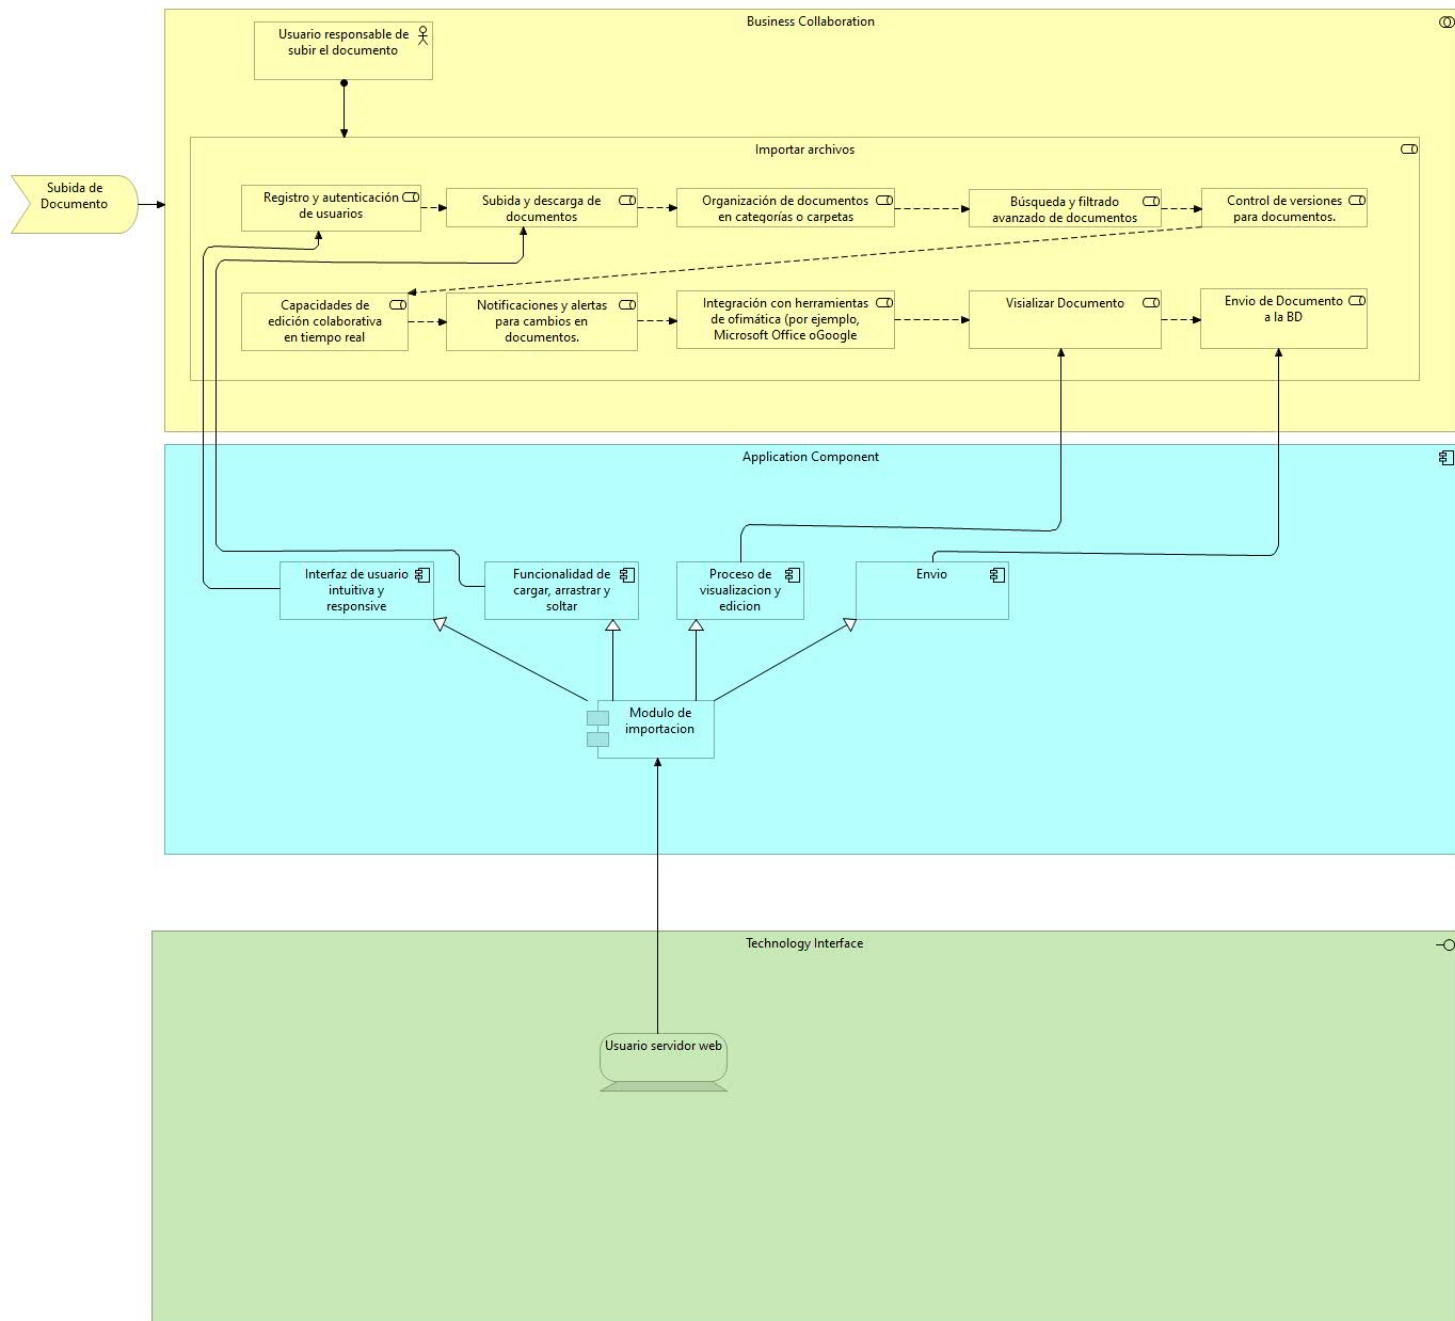 Business Collaboration
Usuario responsable de
subir el documento
Importar archivos
Subida de
Documento
Registro y autenticación
de usuarios
Subida y descarga de
documentos
Organización de documentos
en categorías o carpetas
Búsqueda y filtrado
avanzado de documentos
Control de versiones
para documentos.
Capacidades de
edición colaborativa
en tiempo real
Notificaciones y alertas
para cambios en
documentos.
Integración con herramientas
de ofimática (por ejemplo,
Microsoft Office oGoogle
Visializar Documento
Envio de Documento
a la BD
Application Component
Interfaz de usuario
intuitiva y
responsive
Funcionalidad de
cargar, arrastrar y
soltar
Proceso de
visualizacion y
edicion
Envio
Modulo de
importacion
Technology Interface
Usuario servidor web